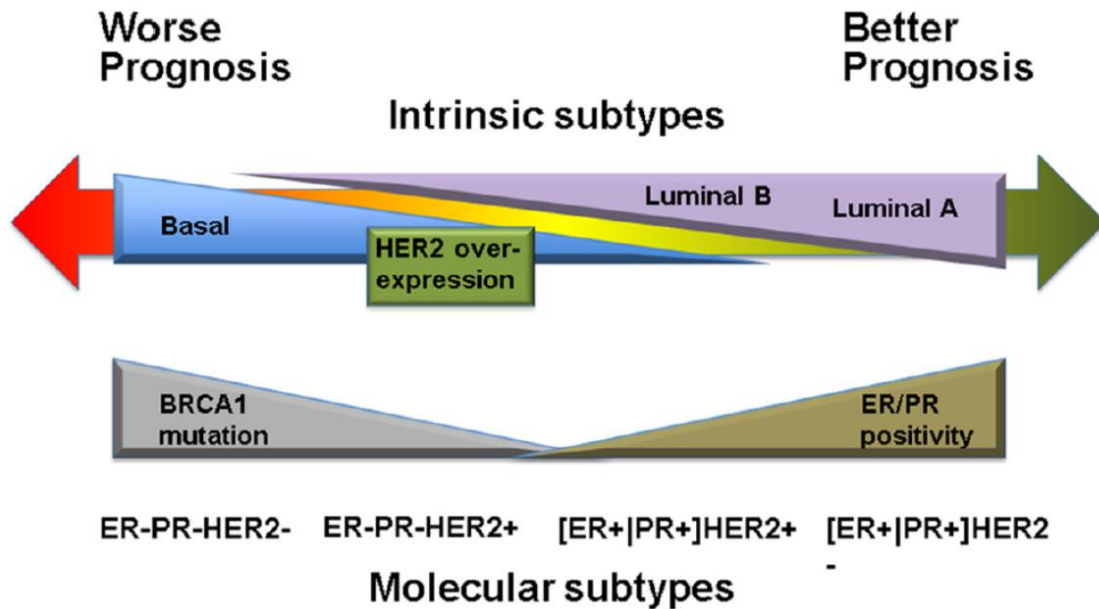 Worse
Prognosis
Better
Prognosis
Intrinsic subtypes
Basal
HER2 over-
expression
Luminal B
Luminal A
BRCA1
mutation
ER/PR
positivity
ER-PR-HER2-
ER-PR-HER2+
[ER+|PR+]HER2+
[ER+|PR+]HER2
-
Molecular subtypes